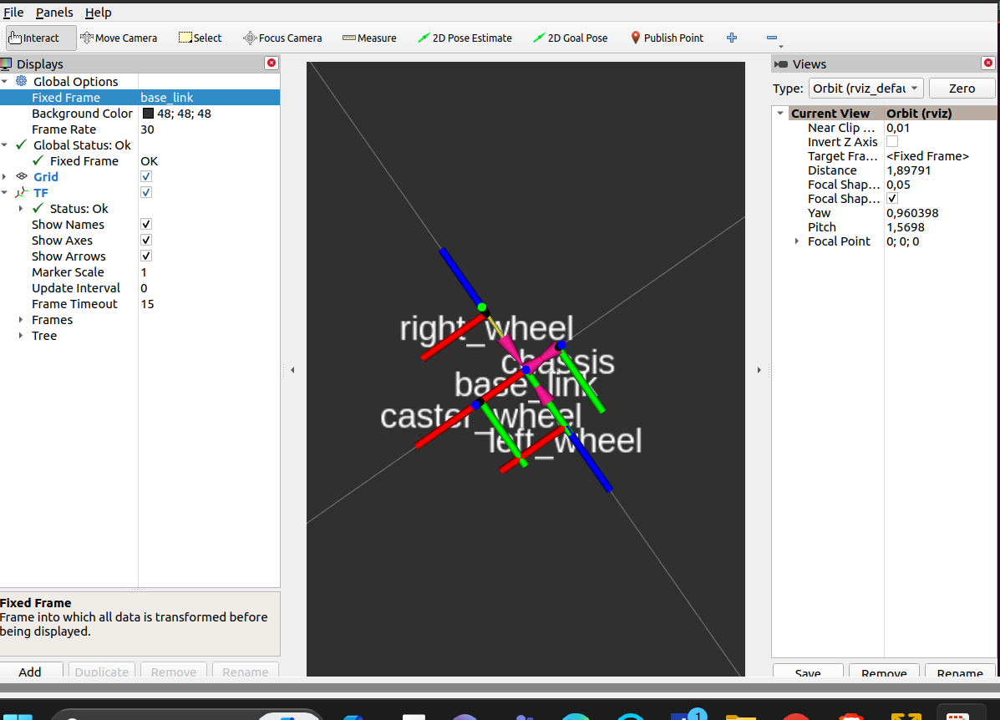 File Panels Help
Interact Move Camera Select Focus Camera Measure 2D Pose Estimate 2D Goal Pose Publish Point
Displays
Global Options
Fixed Frame base_link
Background Color 48; 48; 48
Frame Rate 30
Global Status: Ok
Fixed Frame OK
Grid
TF
Status: Ok
Show Names
Show Axes
Show Arrows
Marker Scale 1
Update Interval 0
Frame Timeout 15
Frames
Tree
Fixed Frame
Frame into which all data is transformed before
being displayed.
Add Duplicate Remove Rename
right_wheel
chassis
base_link
caster_wheel
left_wheel
Views
Type: Orbit (rviz_defau Zero
Current View Orbit (rviz)
Near Clip ... 0,01
Invert Z Axis
Target Fra... <Fixed Frame>
Distance 1,89791
Focal Shap... 0,05
Focal Shap...
Yaw 0,960398
Pitch 1,5698
Focal Point 0; 0; 0
Save Remove Rename
1